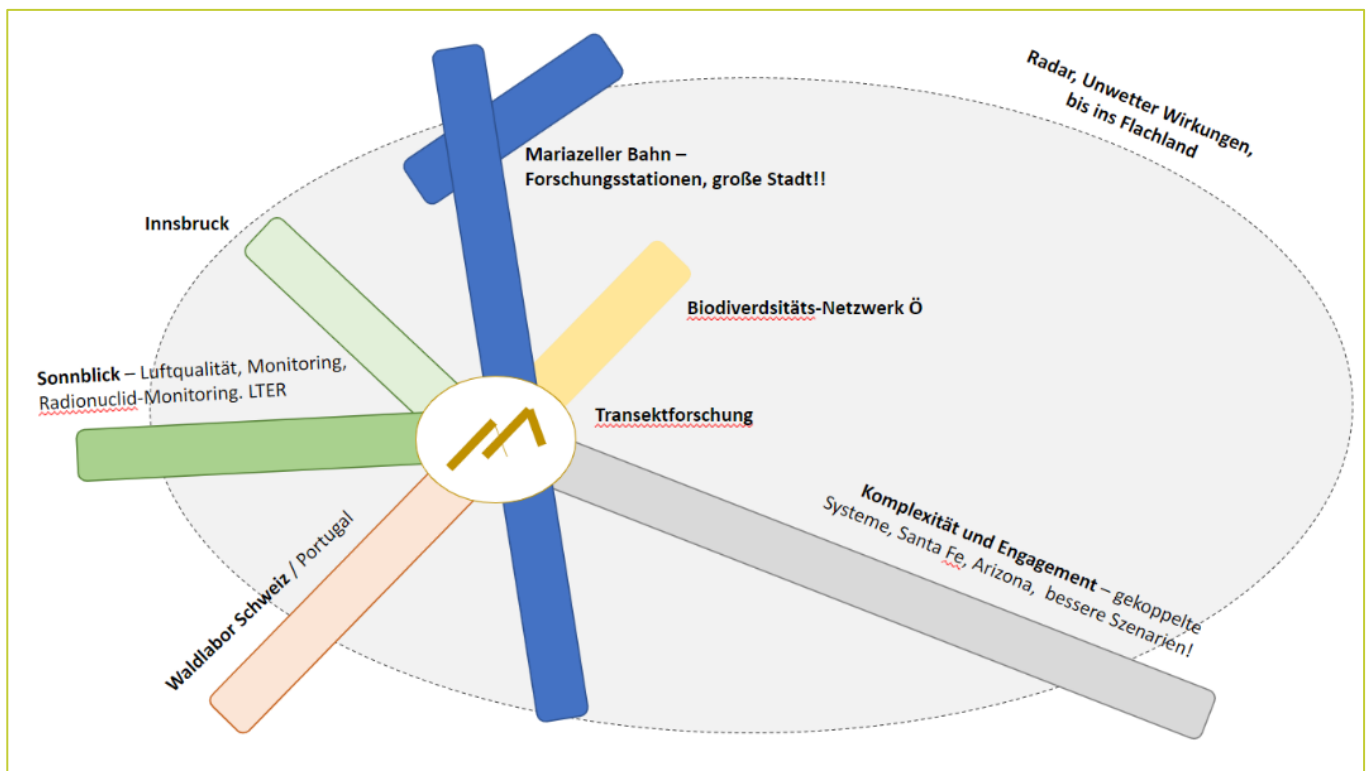 Radar, Unwetter Wirkungen,
bis ins Flachland
Mariazeller Bahn –
Forschungsstationen, große Stadt!!
Innsbruck
Biodiverdsitäts-Netzwerk Ö
Sonnblick – Luftqualität, Monitoring,
Radionuclid-Monitoring. LTER
Transektforschung
Komplexität und Engagement – gekoppelte
Systeme, Santa Fe, Arizona, bessere Szenarien!
Waldlabor Schweiz / Portugal